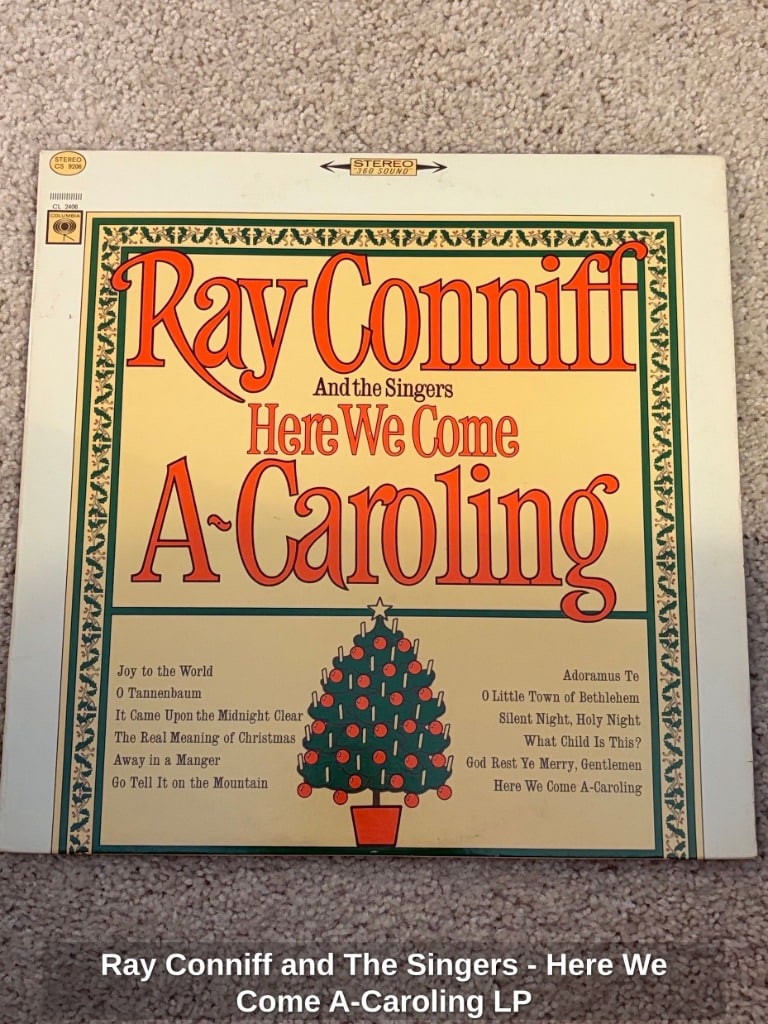 STEREO
CS 9206
STEREO
"360 SOUND"
CL 2406
COLUMBIA
Ray Conniff
And the Singers
Here We Come
A~Caroling
Joy to the World
O Tannenbaum
It Came Upon the Midnight Clear
The Real Meaning of Christmas
Away in a Manger
Go Tell It on the Mountain
Adoramus Te
O Little Town of Bethlehem
Silent Night, Holy Night
What Child Is This?
God Rest Ye Merry, Gentlemen
Here We Come A-Caroling
Ray Conniff and The Singers - Here We
Come A-Caroling LP